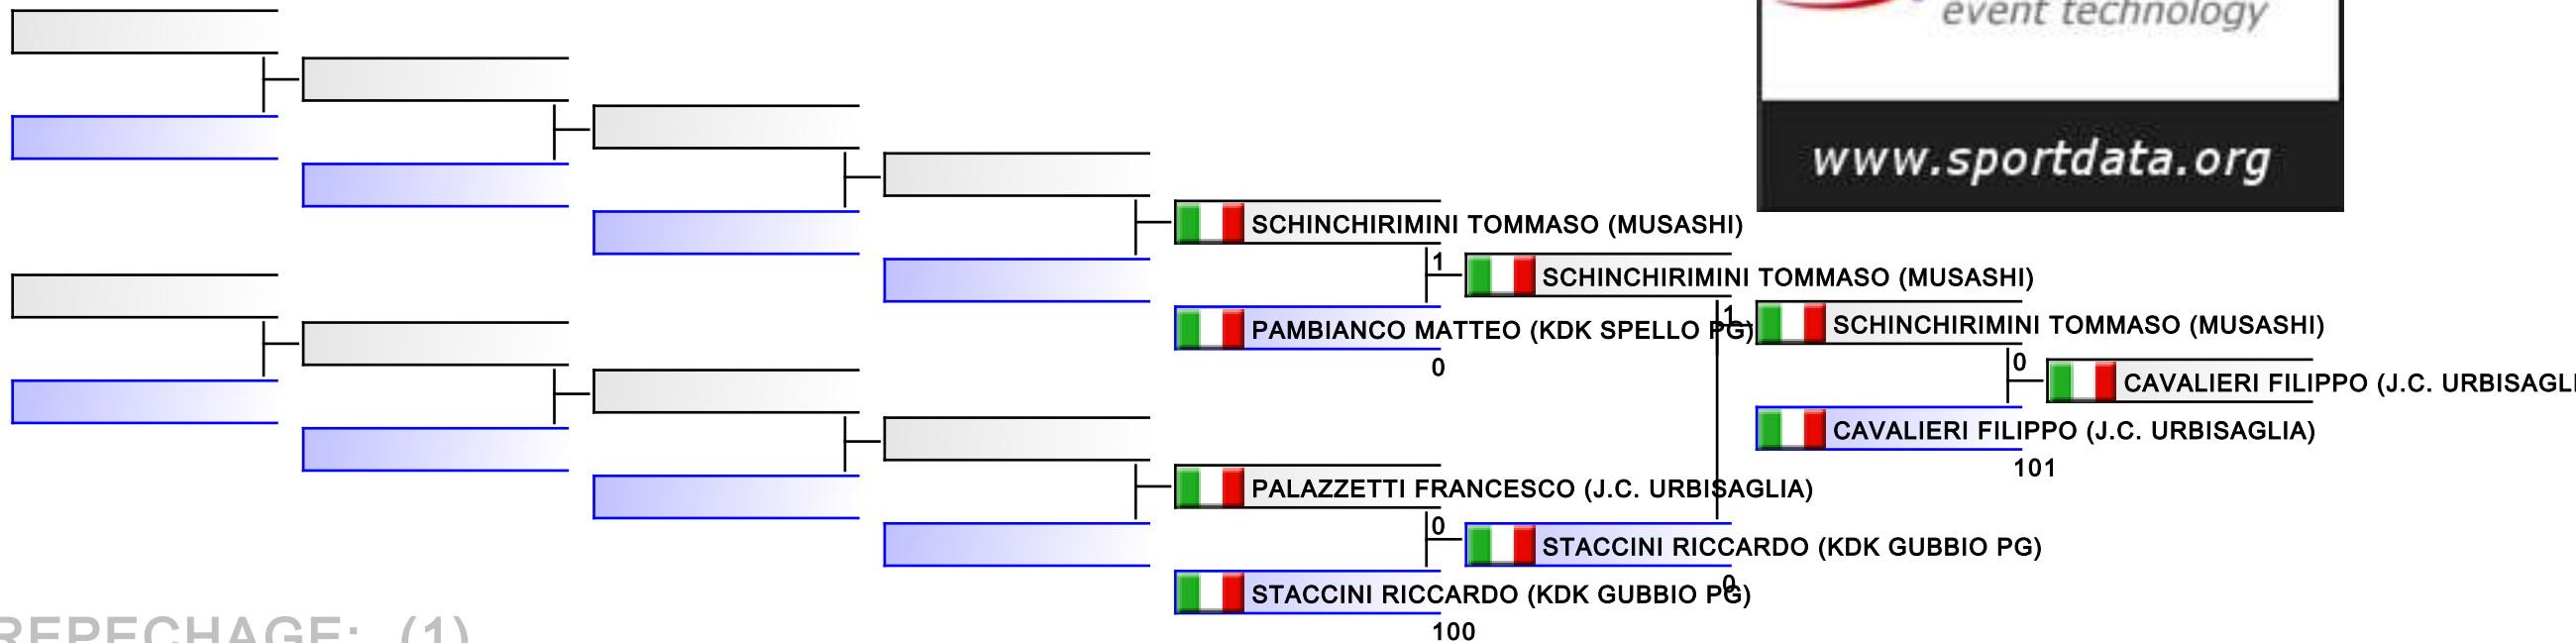 event technology
www.sportdata.org
SCHINCHIRIMINI TOMMASO (MUSASHI)
1
SCHINCHIRIMINI TOMMASO (MUSASHI)
PAMBIANCO MATTEO (KDK SPELLO PG)
0
1
SCHINCHIRIMINI TOMMASO (MUSASHI)
0
CAVALIERI FILIPPO (J.C. URBISAGLI
CAVALIERI FILIPPO (J.C. URBISAGLIA)
101
PALAZZETTI FRANCESCO (J.C. URBISAGLIA)
0
STACCINI RICCARDO (KDK GUBBIO PG)
0
STACCINI RICCARDO (KDK GUBBIO PG)
100
REPECHAGE: (1)